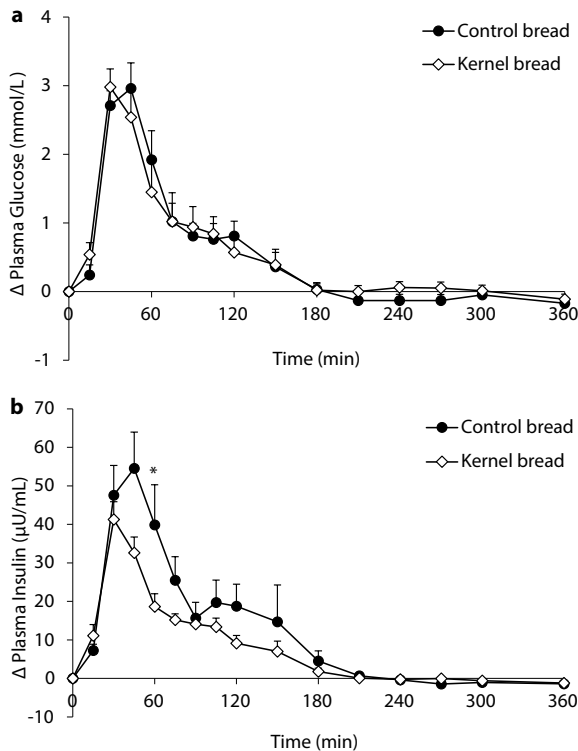 a
4
3
2
1
0
-1
Δ Plasma Glucose (mmol/L)
Control bread
Kernel bread
0 60 120 180 240 300 360
Time (min)
b
70
60
50
40
30
20
10
0
-10
Δ Plasma Insulin (μU/mL)
Control bread
Kernel bread
*
0 60 120 180 240 300 360
Time (min)